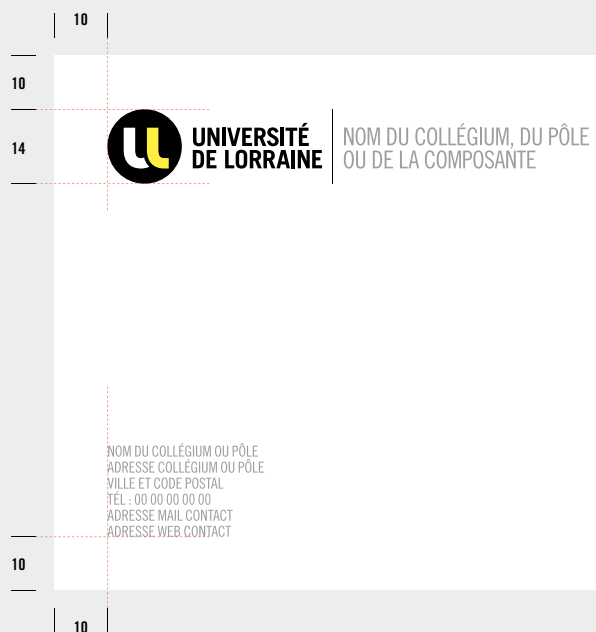 10
10
14
UNIVERSITÉ
DE LORRAINE
NOM DU COLLÉGIUM, DU PÔLE
OU DE LA COMPOSANTE
NOM DU COLLÉGIUM OU PÔLE
ADRESSE COLLÉGIUM OU PÔLE
VILLE ET CODE POSTAL
TÉL : 00 00 00 00 00
ADRESSE MAIL CONTACT
ADRESSE WEB CONTACT
10
10